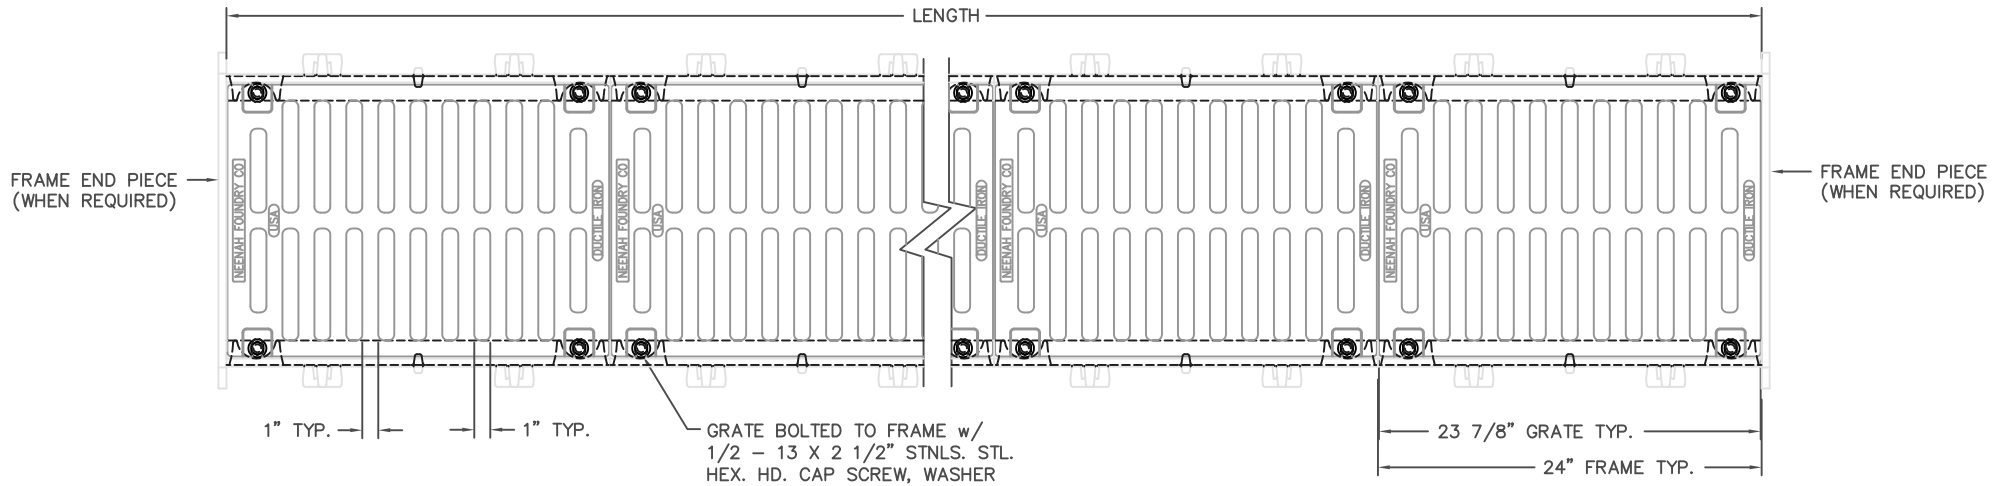 LENGTH
FRAME END PIECE
(WHEN REQUIRED)
NEENAH FOUNDRY CO
USA
DUCTILE IRON
NEENAH FOUNDRY CO
USA
DUCTILE IRON
NEENAH FOUNDRY CO
USA
DUCTILE IRON
NEENAH FOUNDRY CO
USA
DUCTILE IRON
FRAME END PIECE
(WHEN REQUIRED)
1” TYP.
1” TYP.
GRATE BOLTED TO FRAME w/
1/2 – 13 X 2 1/2” STNLS. STL.
HEX. HD. CAP SCREW, WASHER
23 7/8” GRATE TYP.
24” FRAME TYP.